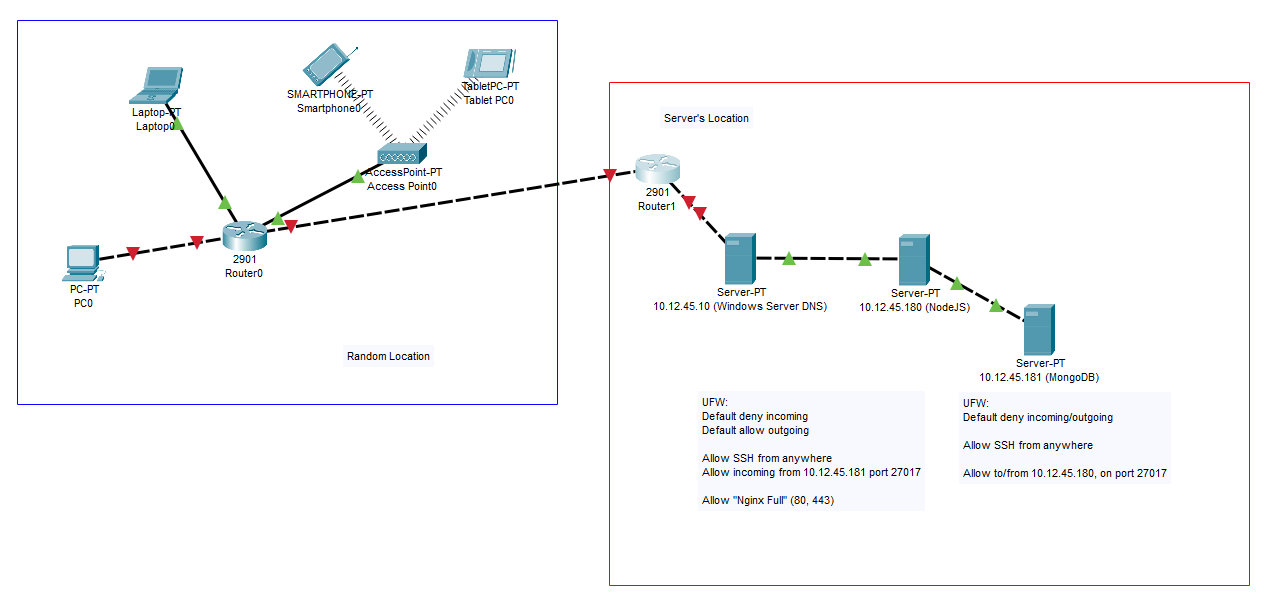 Laptop-PT
Laptop0
SMARTPHONE-PT
Smartphone0
TabletPC-PT
Tablet PC0
AccessPoint-PT
Access Point0
2901
Router0
PC-PT
PC0
Random Location
Server's Location
2901
Router1
Server-PT
10.12.45.10 (Windows Server DNS)
Server-PT
10.12.45.180 (NodeJS)
Server-PT
10.12.45.181 (MongoDB)
UFW:
Default deny incoming
Default allow outgoing
Allow SSH from anywhere
Allow incoming from 10.12.45.181 port 27017
Allow "Nginx Full" (80, 443)
UFW:
Default deny incoming/outgoing
Allow SSH from anywhere
Allow to/from 10.12.45.180, on port 27017